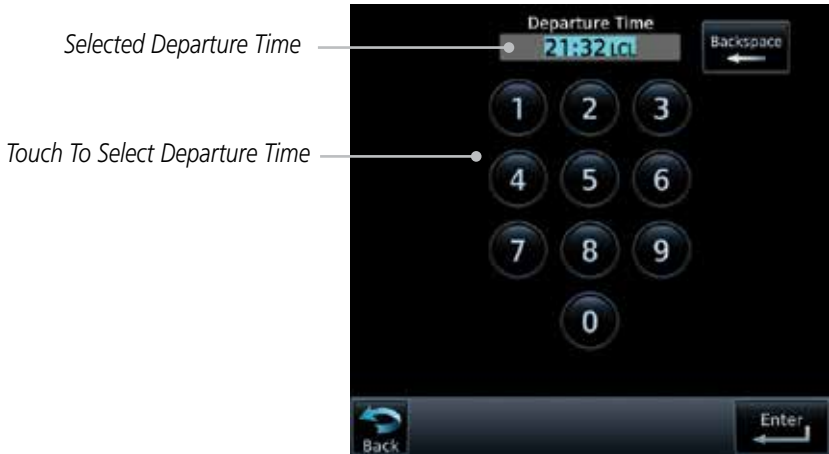 Departure Time
Selected Departure Time
21:32 LCL
Backspace
1 2 3
Touch To Select Departure Time
4 5 6
7 8 9
0
Back
Enter